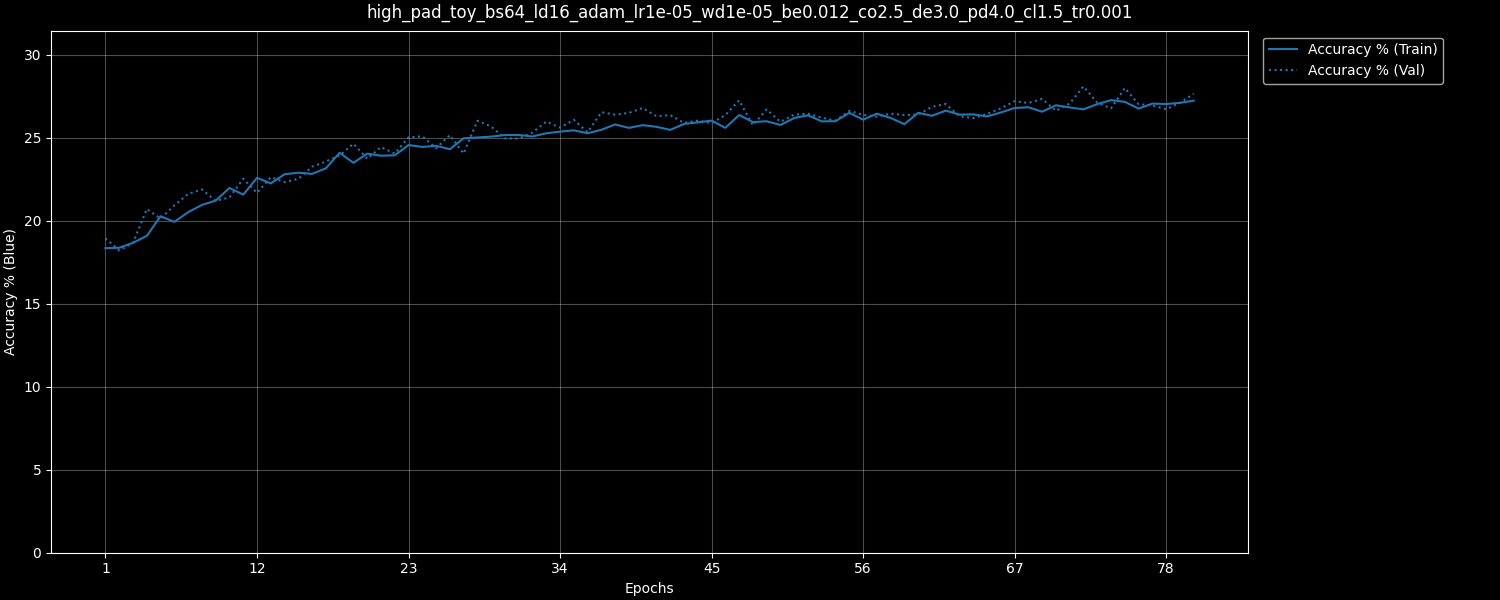 high_pad_toy_bs64_ld16_adam_lr1e-05_wd1e-05_be0.012_co2.5_de3.0_pd4.0_cl1.5_tr0.001
Accuracy % (Train)
Accuracy % (Val)
30
25
20
15
10
5
0
Accuracy % (Blue)
1 12 23 34 45 56 67 78
Epochs